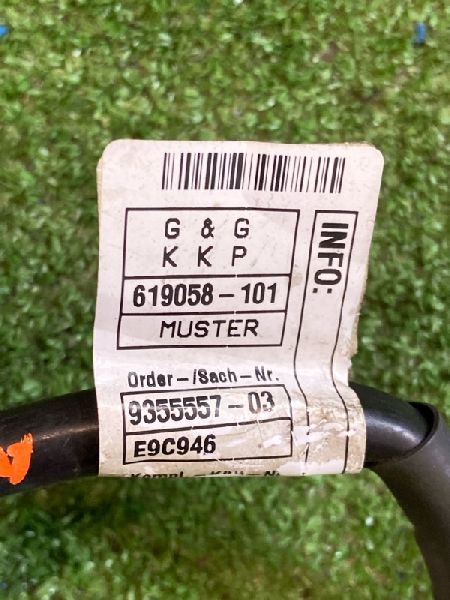 G & G
K K P
619058-101
MUSTER
Order-/Sach-Nr.
9355557-03
E9C946
INFO: